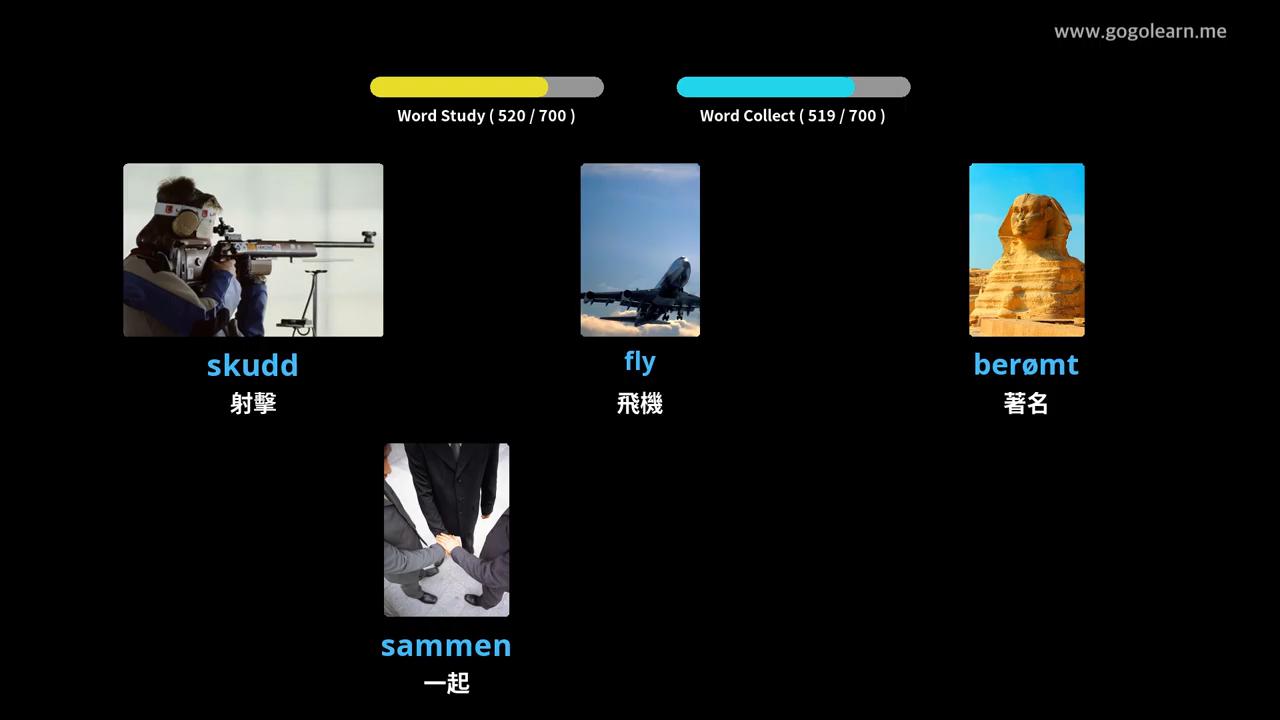 www.gogolearn.me
Word Study ( 520 / 700 )
Word Collect ( 519 / 700 )
skudd
射擊
fly
飛機
berømt
著名
sammen
一起